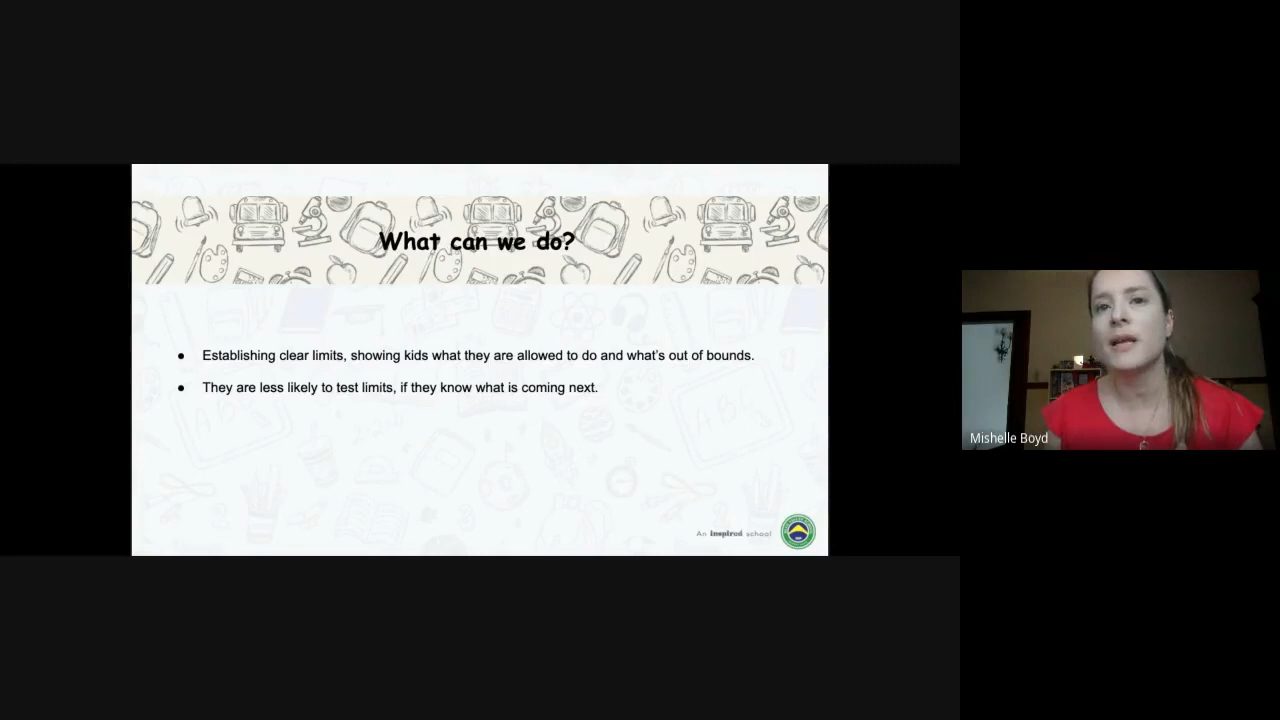 What can we do?
● Establishing clear limits, showing kids what they are allowed to do and what's out of bounds.
● They are less likely to test limits, if they know what is coming next.
An inspired school
Mishelle Boyd